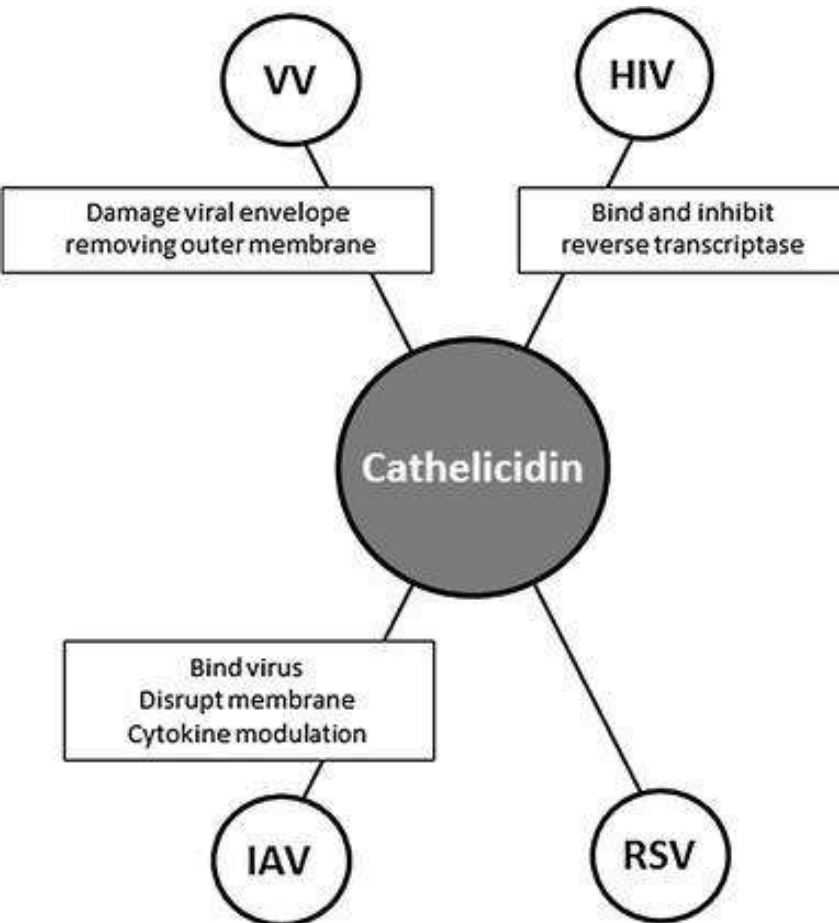 VV
HIV
Damage viral envelope
removing outer membrane
Bind and inhibit
reverse transcriptase
Cathelicidin
Bind virus
Disrupt membrane
Cytokine modulation
IAV
RSV